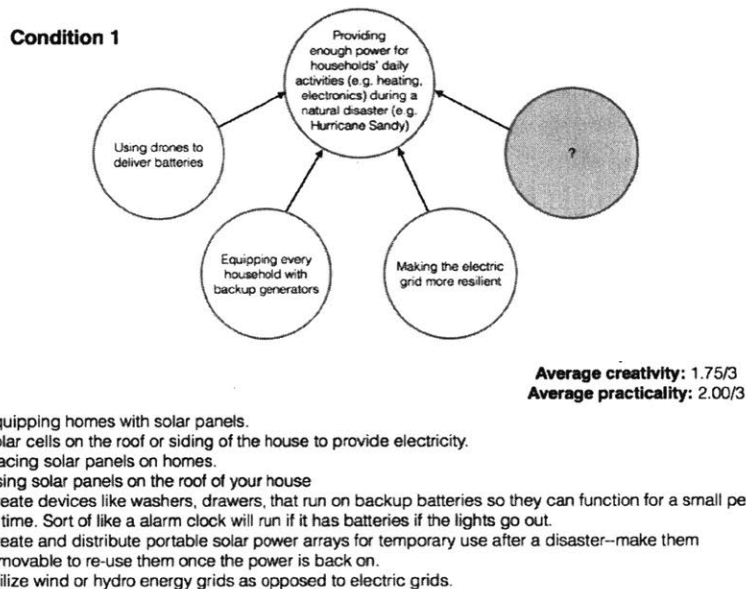 Condition 1
Providing
enough power for
households' daily
activities (e.g. heating,
electronics) during a
natural disaster (e.g.
Hurricane Sandy)
Using drones to
deliver batteries
?
Equipping every
household with
backup generators
Making the electric
grid more resilient
Average creativity: 1.75/3
Average practicality: 2.00/3
quipping homes with solar panels.
olar cells on the roof or siding of the house to provide electricity.
acing solar panels on homes.
sing solar panels on the roof of your house
reate devices like washers, drawers, that run on backup batteries so they can function for a small pe
time. Sort of like a alarm clock will run if it has batteries if the lights go out.
reate and distribute portable solar power arrays for temporary use after a disaster--make them
movable to re-use them once the power is back on.
ilize wind or hydro energy grids as opposed to electric grids.